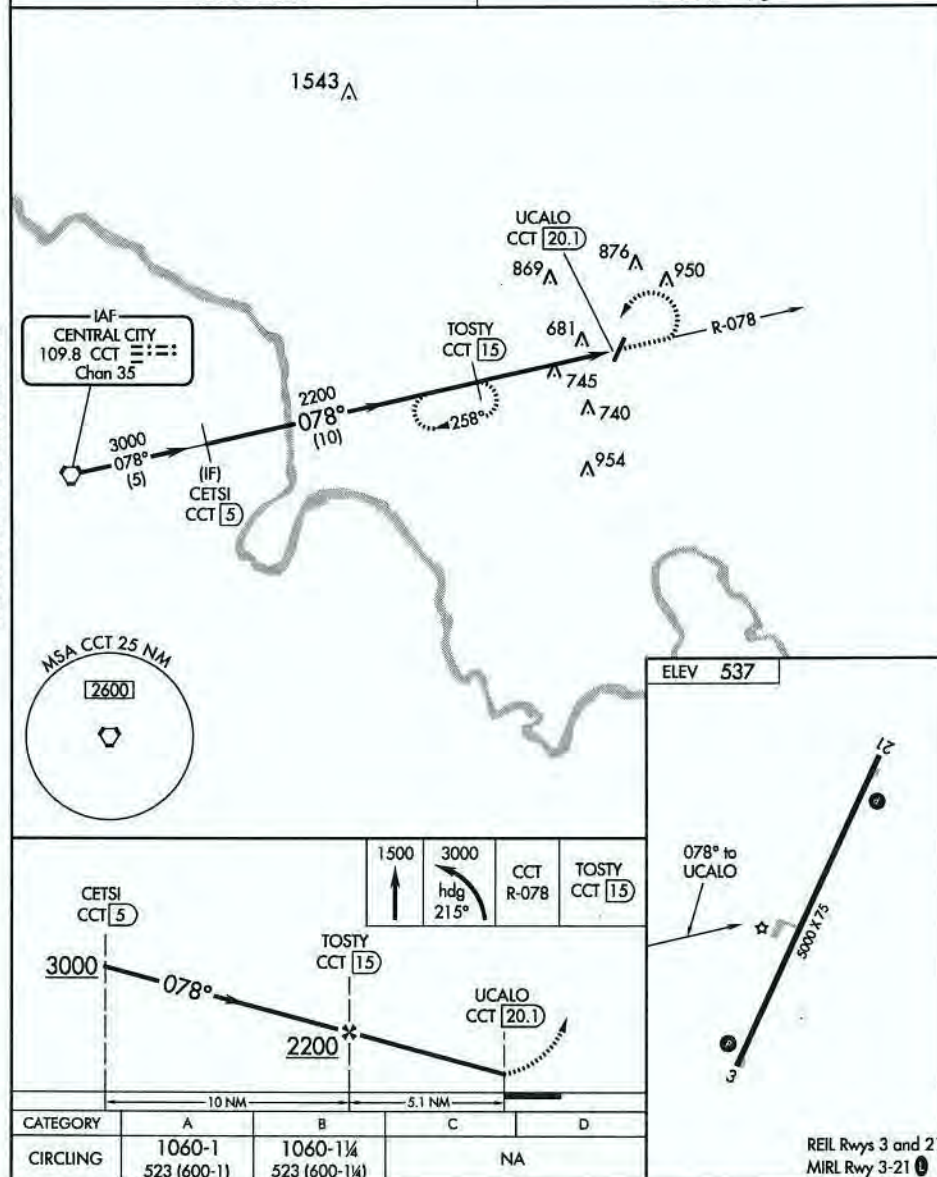 1543
UCALO
CCT 20.1
876
950
869
R-078
IAF
CENTRAL CITY
109.8 CCT
Chan 35
TOSTY
CCT 15
681
745
2200
078°
(10)
258°
740
3000
078°
(5)
954
(IF)
CETSI
CCT 5
MSA CCT 25 NM
2600
ELEV 537
21
078° to
UCALO
5000 X 75
3
1500
3000
hdg
215°
CCT
R-078
TOSTY
CCT 15
CETSI
CCT 5
TOSTY
CCT 15
3000
078°
UCALO
CCT 20.1
2200
10 NM
5.1 NM
CATEGORY A B C D
CIRCLING 1060-1 1060-1¼ NA
523 (600-1) 523 (600-1¼)
REIL Rwys 3 and 2
MIRL Rwy 3-21 L